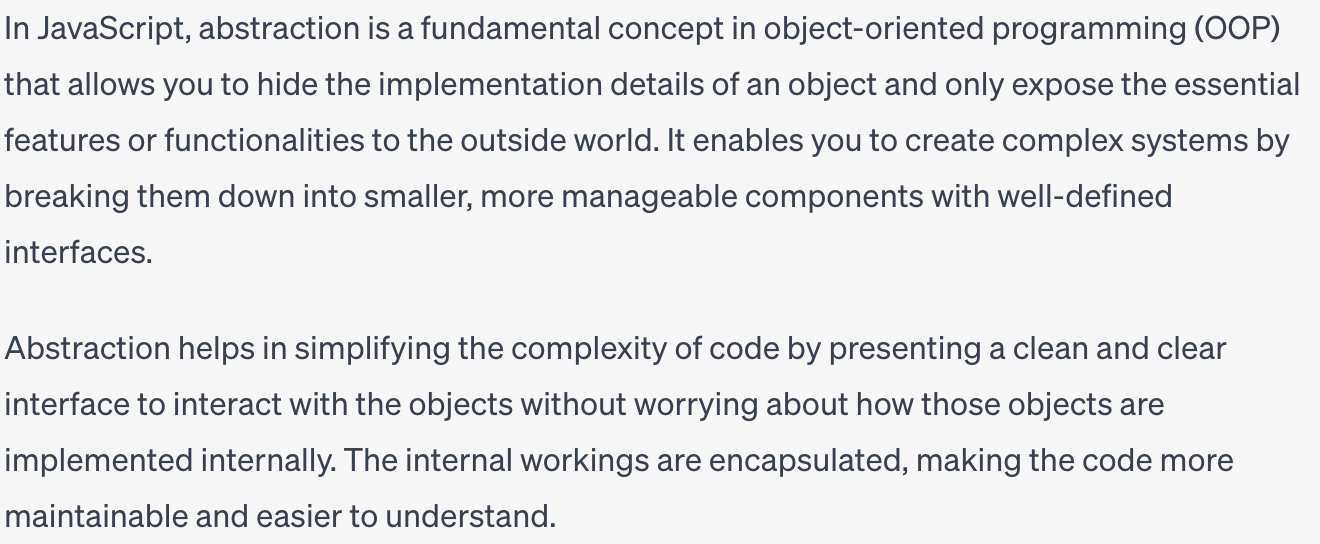 In JavaScript, abstraction is a fundamental concept in object-oriented programming (OOP)
that allows you to hide the implementation details of an object and only expose the essential
features or functionalities to the outside world. It enables you to create complex systems by
breaking them down into smaller, more manageable components with well-defined
interfaces.
Abstraction helps in simplifying the complexity of code by presenting a clean and clear
interface to interact with the objects without worrying about how those objects are
implemented internally. The internal workings are encapsulated, making the code more
maintainable and easier to understand.